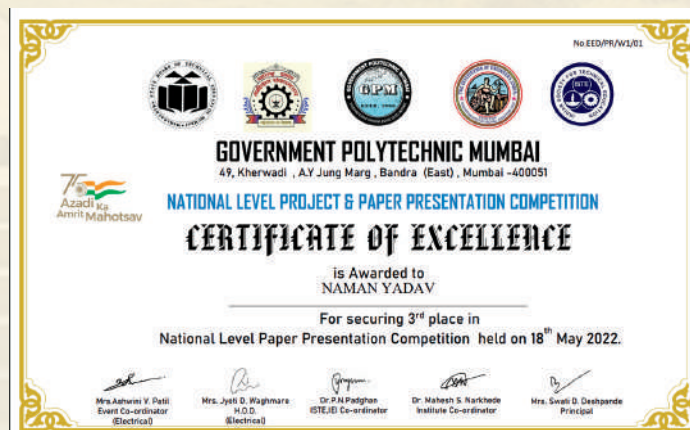 No.EED/PR/W1/01
GPM
ISTE
GOVERNMENT POLYTECHNIC MUMBAI
49, Kherwadi , A.Y Jung Marg , Bandra (East) , Mumbai -400051
75
Azadi Ka
Amrit Mahotsav
NATIONAL LEVEL PROJECT & PAPER PRESENTATION COMPETITION
CERTIFICATE OF EXCELLENCE
is Awarded to
NAMAN YADAV
For securing 3rd place in
National Level Paper Presentation Competition held on 18th May 2022.
Mrs.Ashwini V. Patil
Event Co-ordinator
(Electrical)
Mrs. Jyoti D. Waghmare
H.O.D.
(Electrical)
Dr.P.N.Padghan
ISTE,IEI Co-ordinator
Dr. Mahesh S. Narkhede
Institute Co-ordinator
Mrs. Swati D. Deshpande
Principal